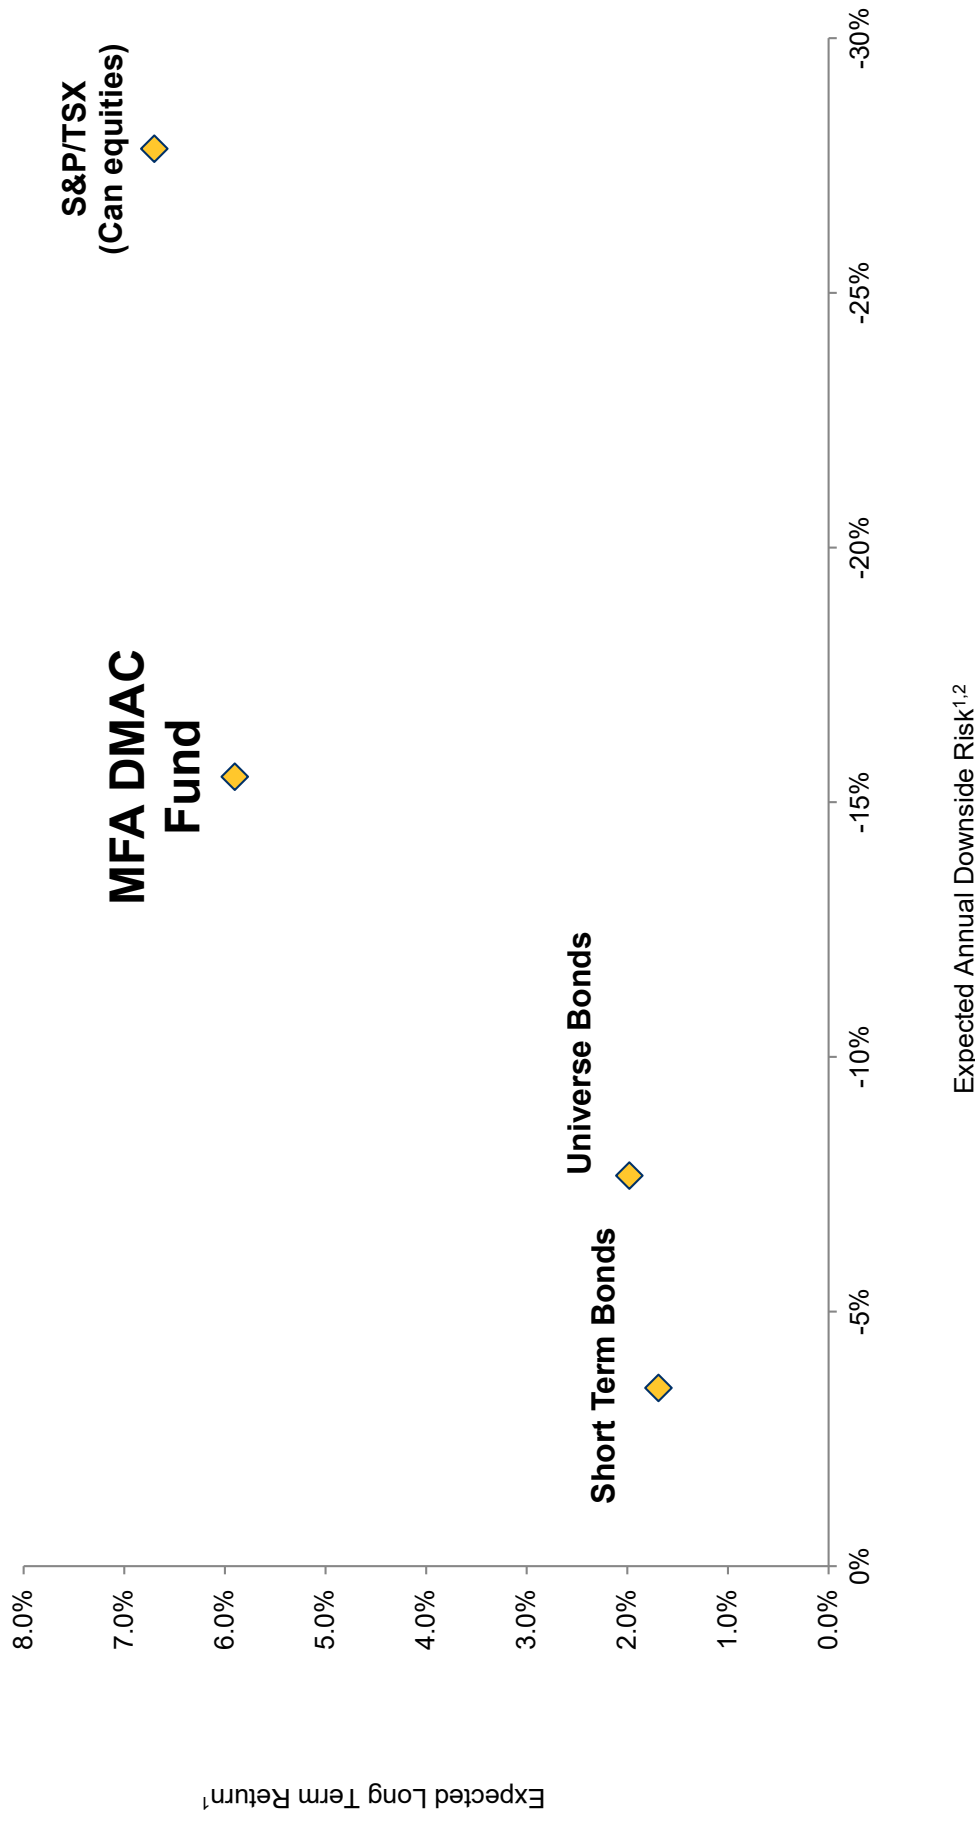 Expected Long Term Return¹
8.0%
7.0%
6.0%
5.0%
4.0%
3.0%
2.0%
1.0%
0.0%
S&P/TSX
(Can equities)
MFA DMAC
Fund
Universe Bonds
Short Term Bonds
0%
-5%
-10%
-15%
-20%
-25%
-30%
Expected Annual Downside Risk¹,²